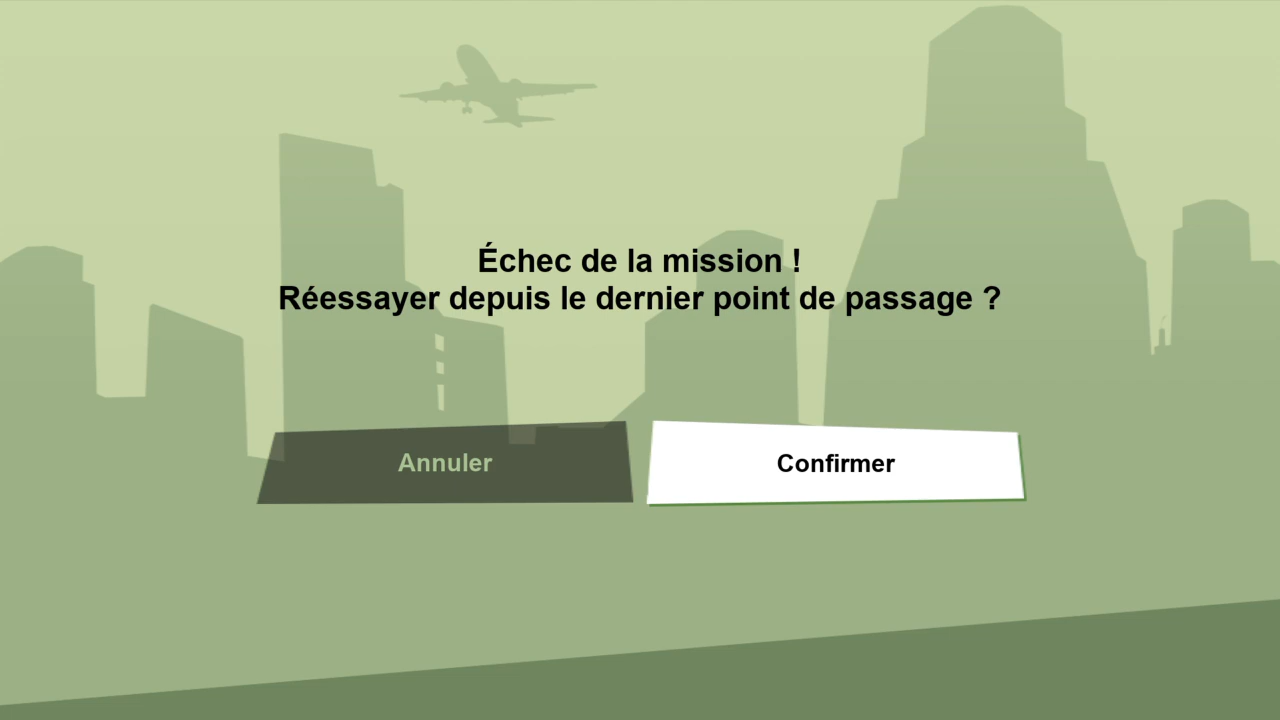 Échec de la mission !
Réessayer depuis le dernier point de passage ?
Annuler
Confirmer